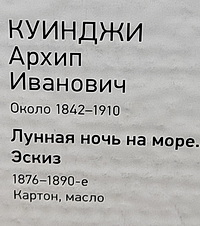 КУИНДЖИ
Архип
Иванович
Около 1842–1910
Лунная ночь на море.
Эскиз
1876–1890-е
Картон, масло